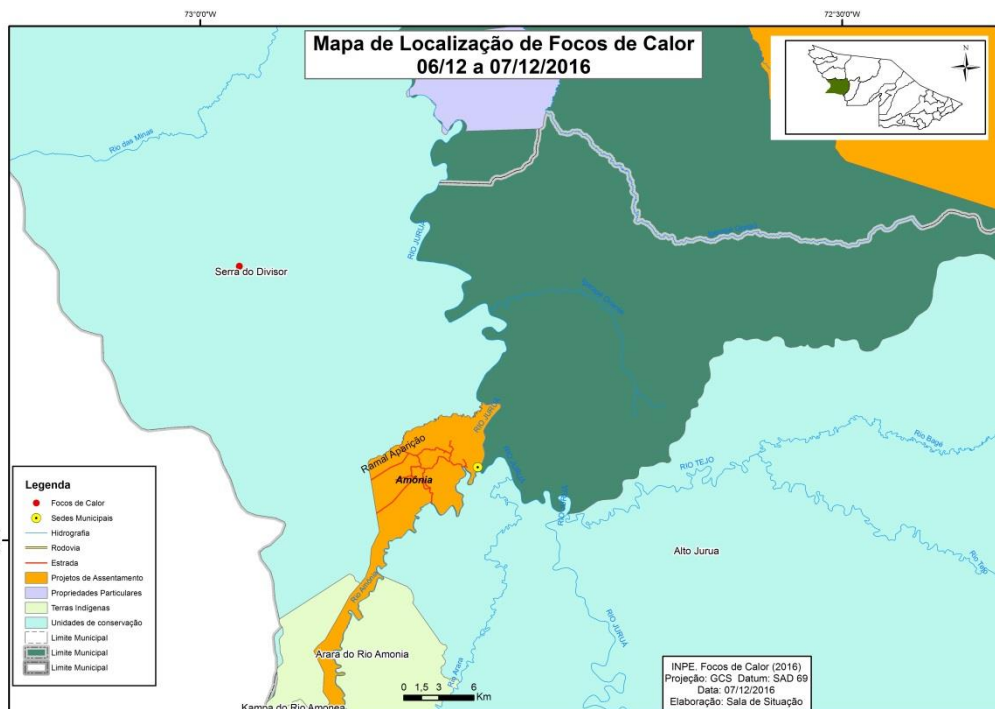 73°0'0"W
72°30'0"W
Mapa de Localização de Focos de Calor
06/12 a 07/12/2016
N
Rio das Minas
RIO JURUÁ
Serra do Divisor
RIO JURUÁ
Ramal Aparição
Amônia
Rio Bagé
RIO TEJO
Alto Jurua
Rio Tejo
Rio Amônia
RIO JURUA
Rio Arara
Arara do Rio Amonia
Kampa do Rio Amonea
Legenda
Focos de Calor
Sedes Municipais
Hidrografia
Rodovia
Estrada
Projetos de Assentamento
Propriedades Particulares
Terras Indigenas
Unidades de conservação
Limite Municipal
Limite Municipal
Limite Municipal
0 1,5 3 6
Km
INPE. Focos de Calor (2016)
Projeção: GCS Datum: SAD 69
Data: 07/12/2016
Elaboração: Sala de Situação